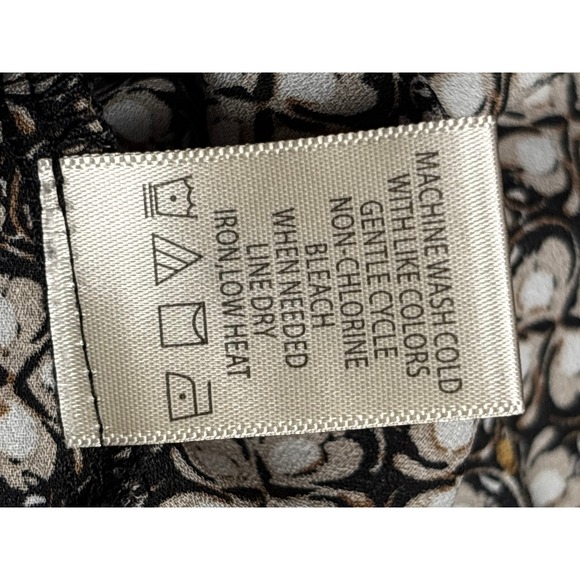 MACHINE WASH COLD
WITH LIKE COLORS
GENTLE CYCLE
NON-CHLORINE
BLEACH
WHEN NEEDED
LINE DRY
IRON LOW HEAT